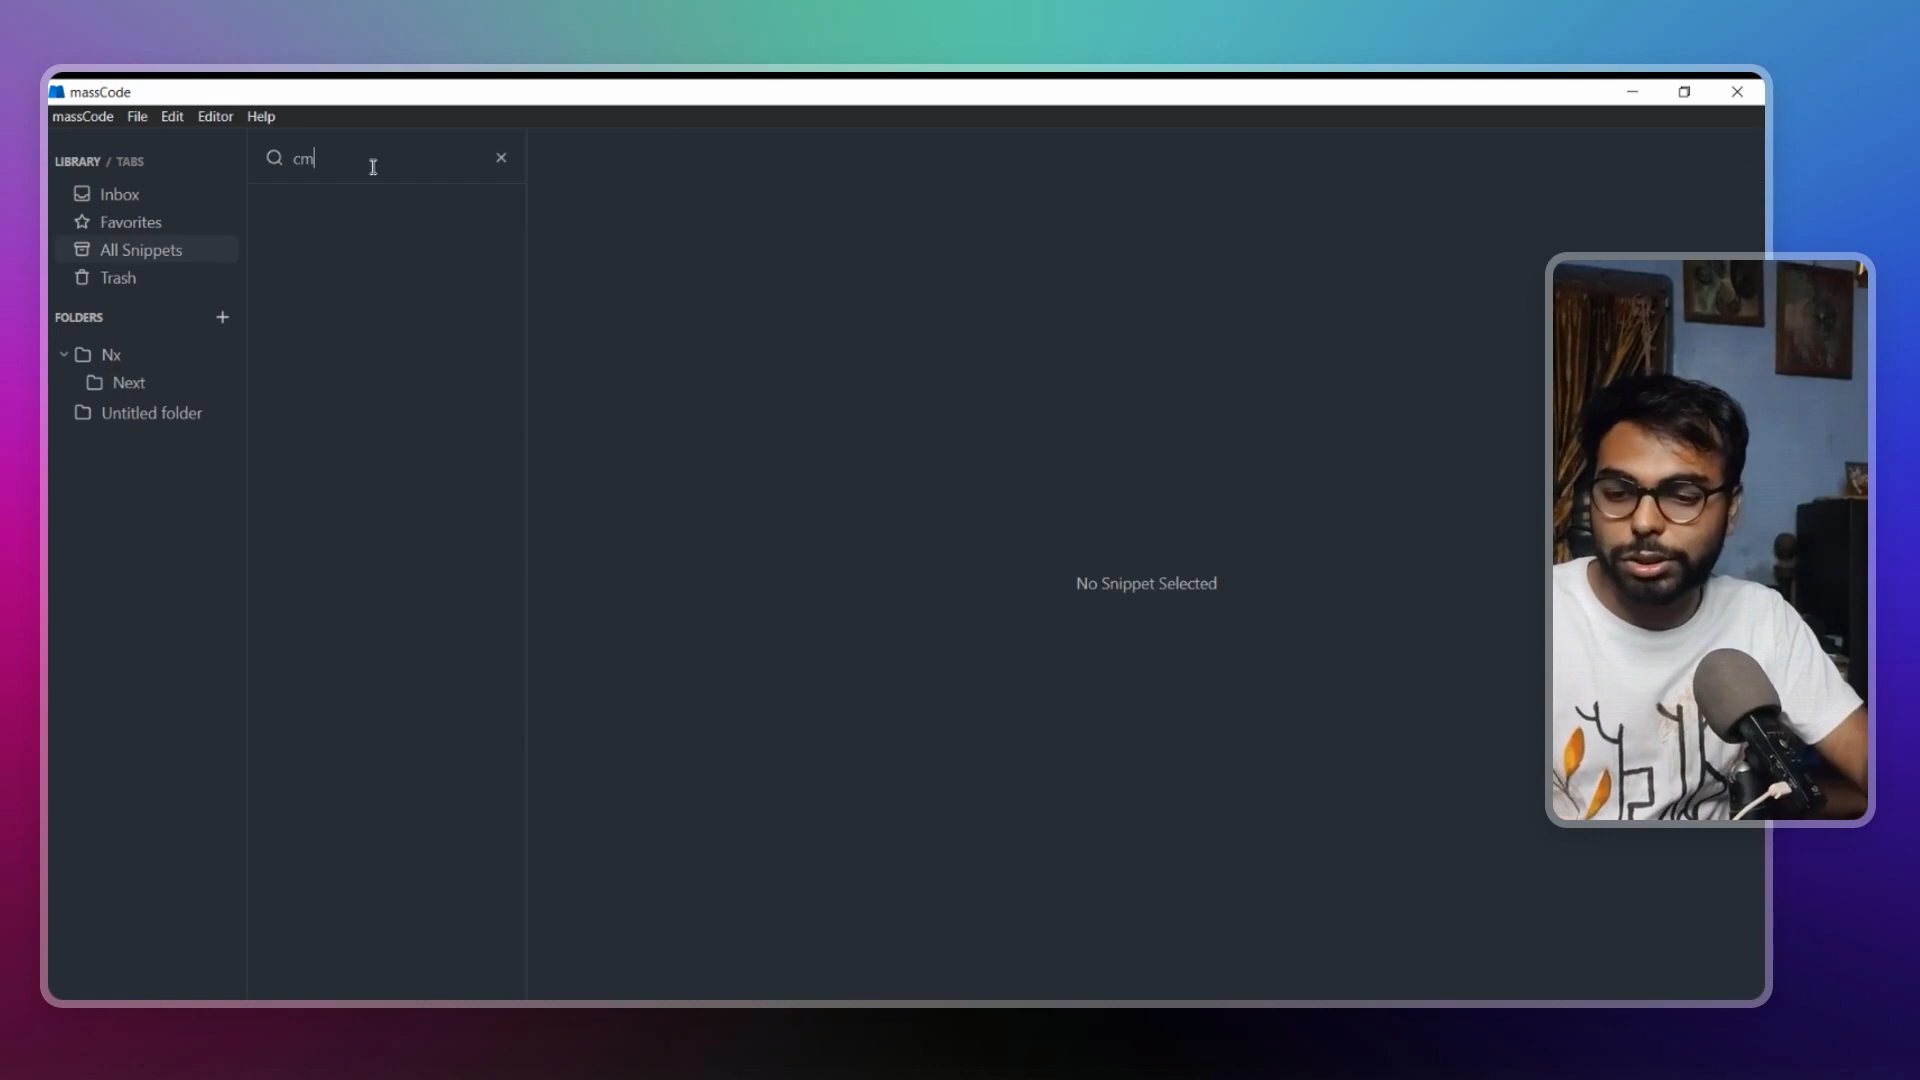 massCode
massCode File Edit Editor Help
LIBRARY / TABS
cm
Inbox
Favorites
All Snippets
Trash
FOLDERS
Nx
Next
Untitled folder
No Snippet Selected